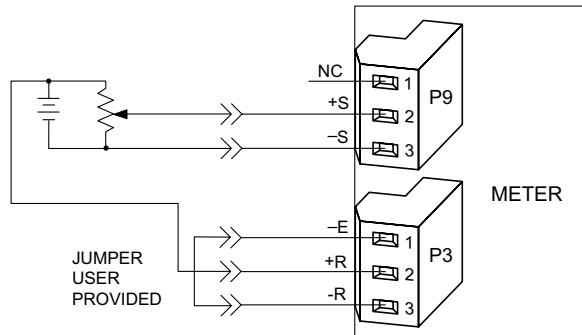 NC
1
+S
2
P9
–S
3
METER
–E
1
+R
2
P3
-R
3
JUMPER
USER
PROVIDED